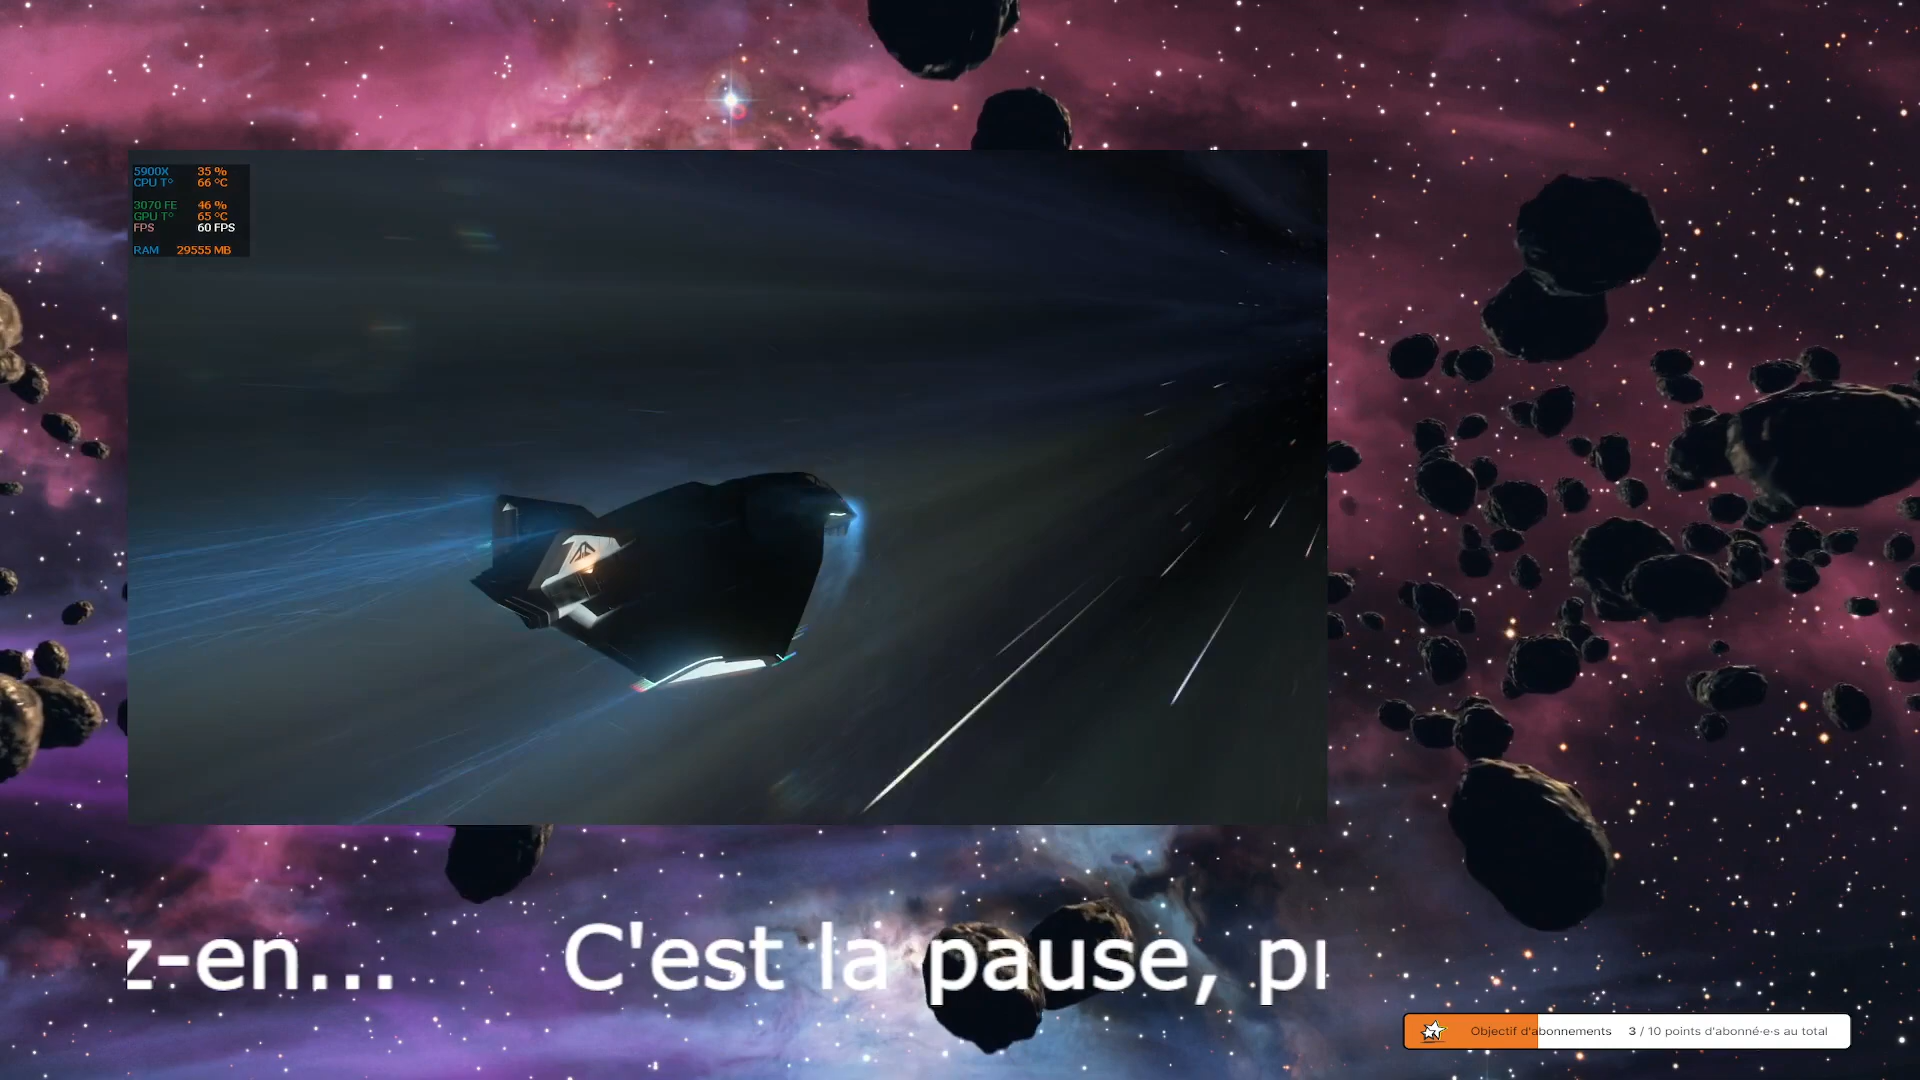 5900X 35 %
CPU T° 66 °C
3070 FE 46 %
GPU T° 65 °C
FPS 60 FPS
RAM 29555 MB
z-en... C'est la pause, pr
Objectif d'abonnements 3 / 10 points d'abonné·e·s au total